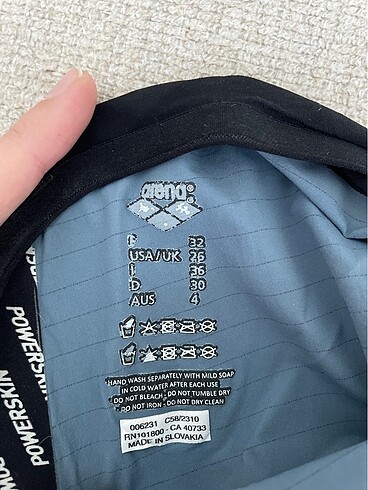 arena®
F 32
USA/UK 26
I 36
D 30
AUS 4
HAND WASH SEPARATELY WITH MILD SOAP
IN COLD WATER AFTER EACH USE
DO NOT BLEACH - DO NOT TUMBLE DRY
DO NOT IRON - DO NOT DRY CLEAN
006231 C58/2310
RN101800 - CA 40733
MADE IN SLOVAKIA
POWERSKIN
POWERSKIN